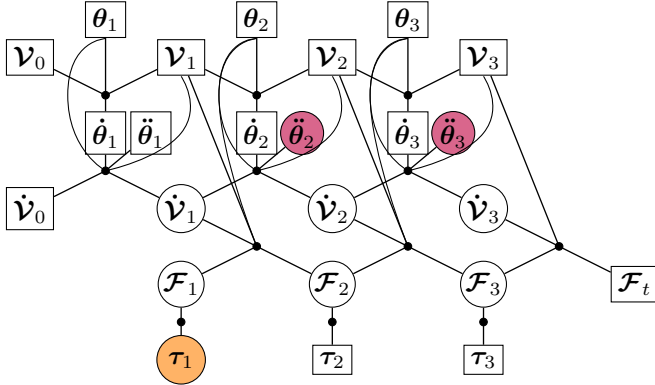 θ₁ θ₂ θ₃
𝒱₀ 𝒱₁ 𝒱₂ 𝒱₃
θ̇₁ θ̈₁ θ̇₂ θ̈₂ θ̇₃ θ̈₃
𝒱̇₀ 𝒱̇₁ 𝒱̇₂ 𝒱̇₃
ℱ₁ ℱ₂ ℱ₃ ℱₜ
τ₁ τ₂ τ₃